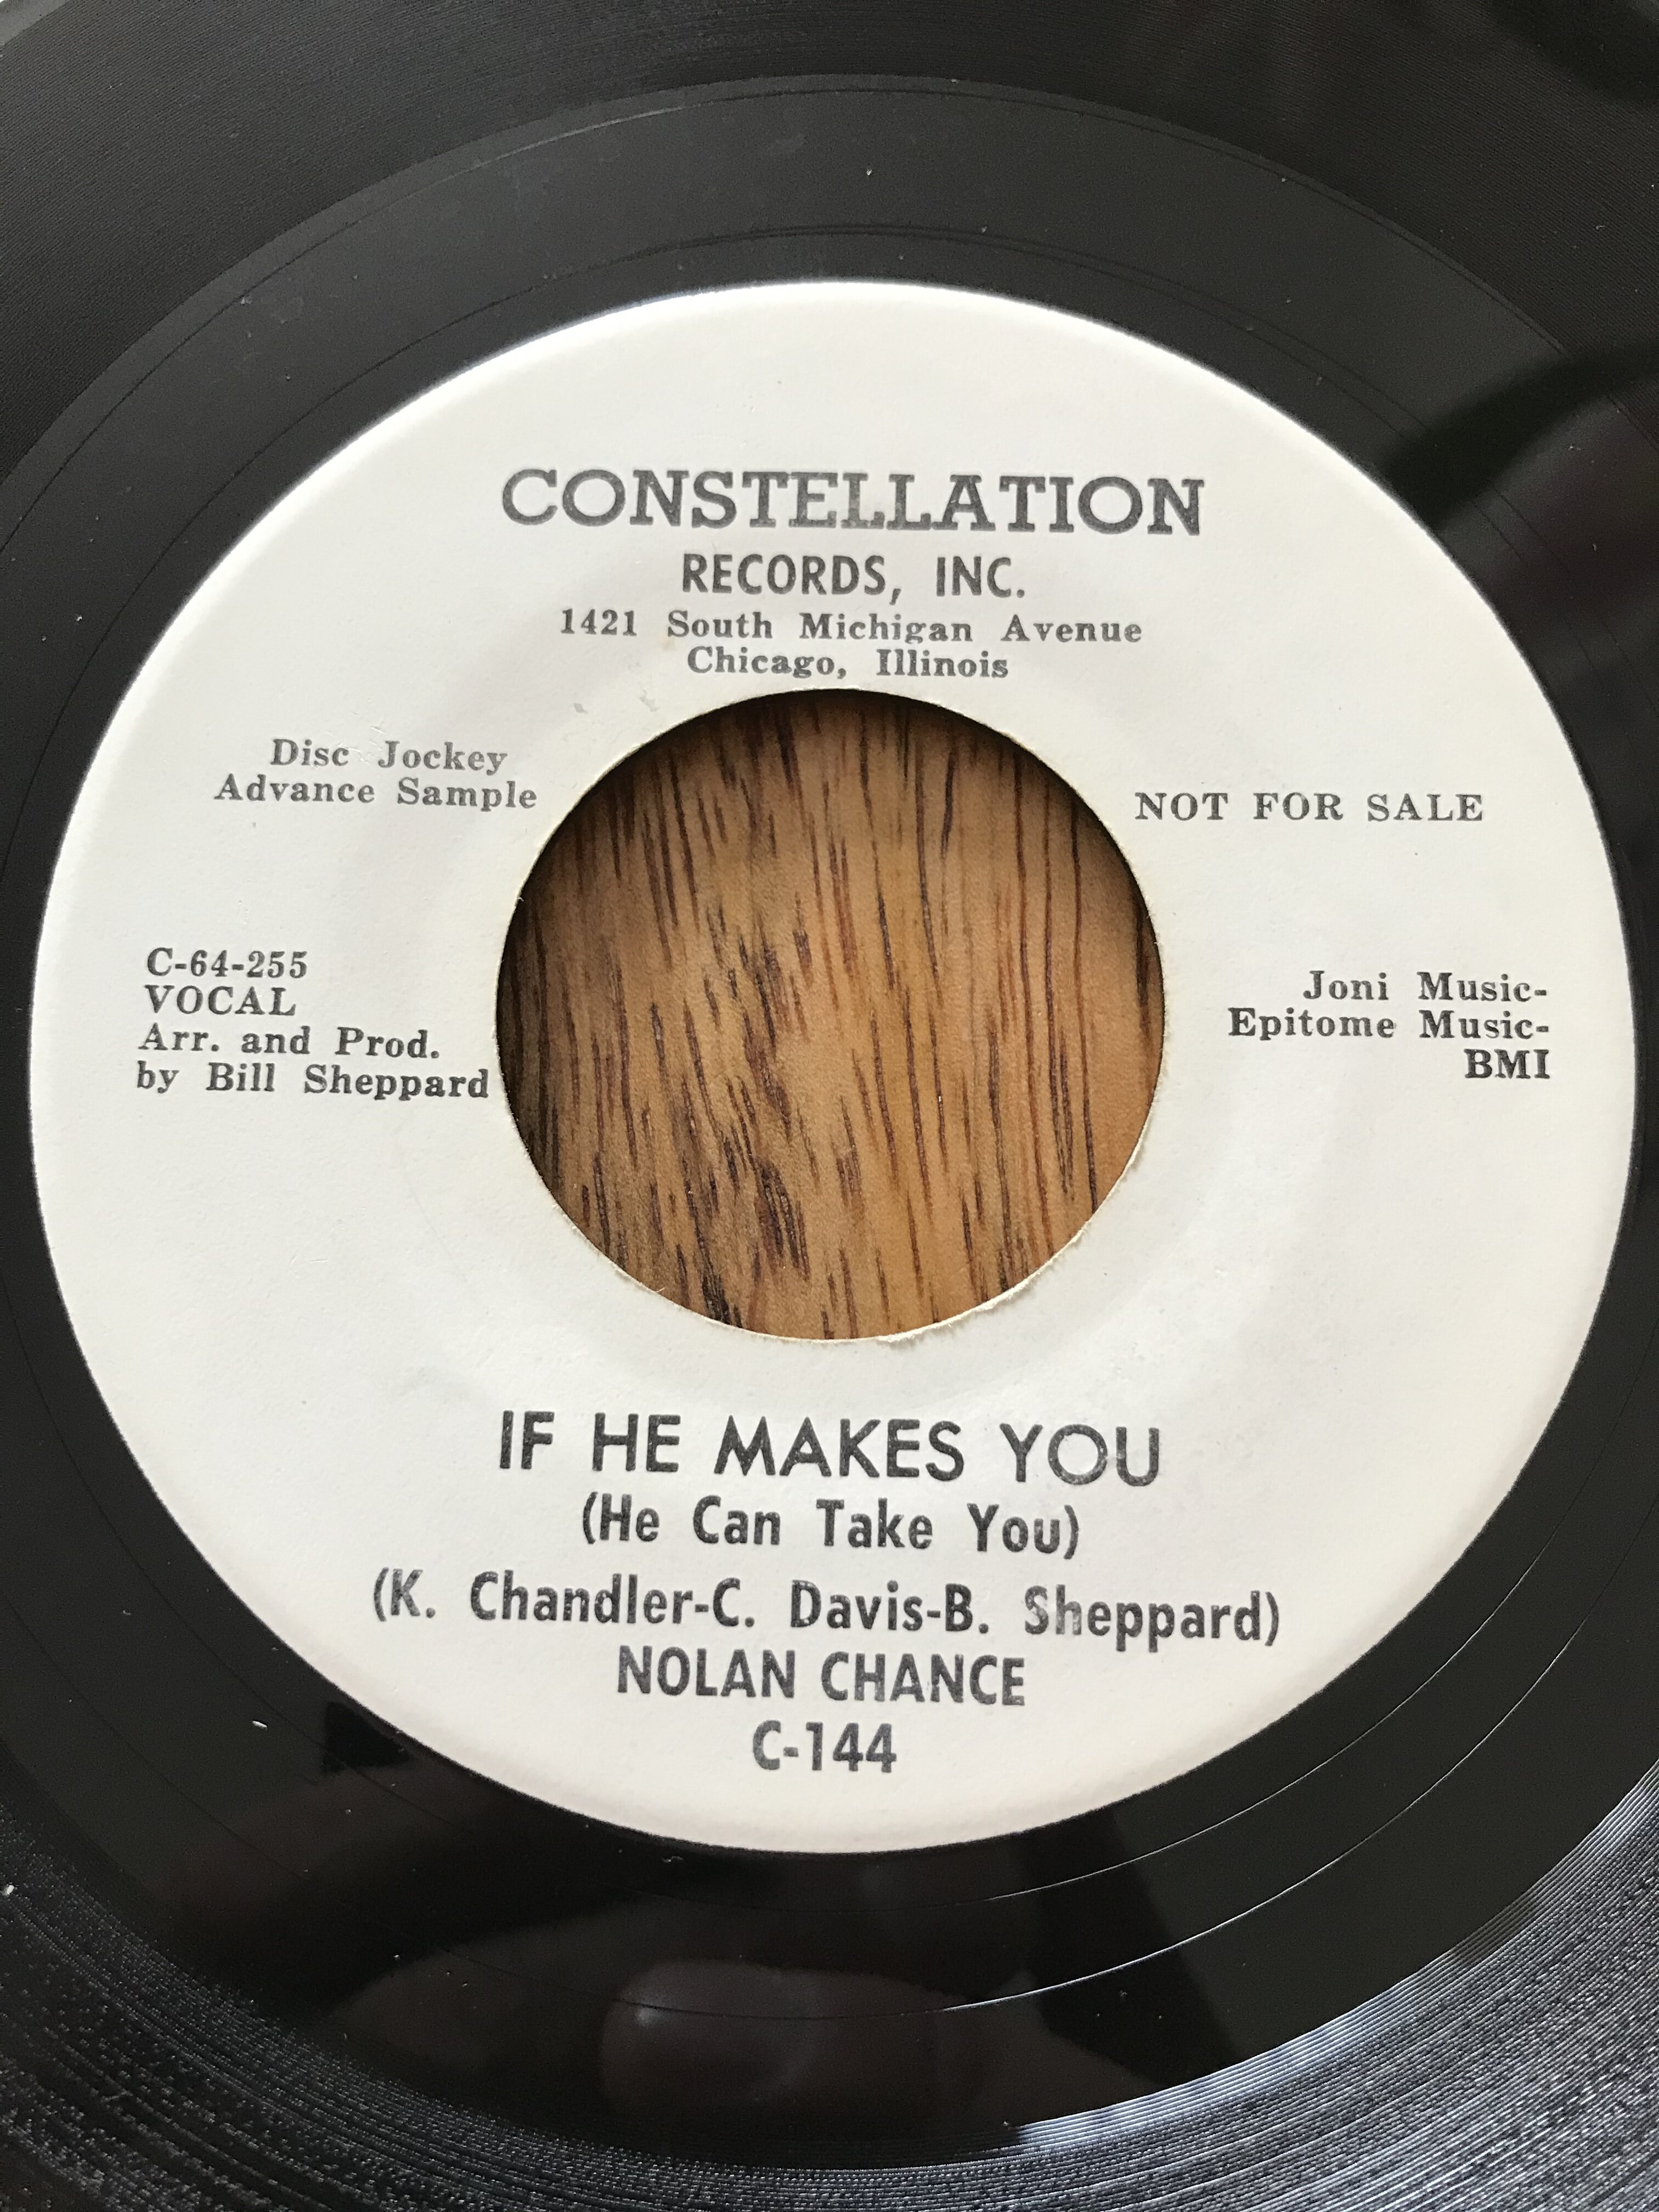 CONSTELLATION
RECORDS, INC.
1421 South Michigan Avenue
Chicago, Illinois
Disc Jockey
Advance Sample
NOT FOR SALE
C-64-255
VOCAL
Arr. and Prod.
by Bill Sheppard
Joni Music-
Epitome Music-
BMI
IF HE MAKES YOU
(He Can Take You)
(K. Chandler-C. Davis-B. Sheppard)
NOLAN CHANCE
C-144